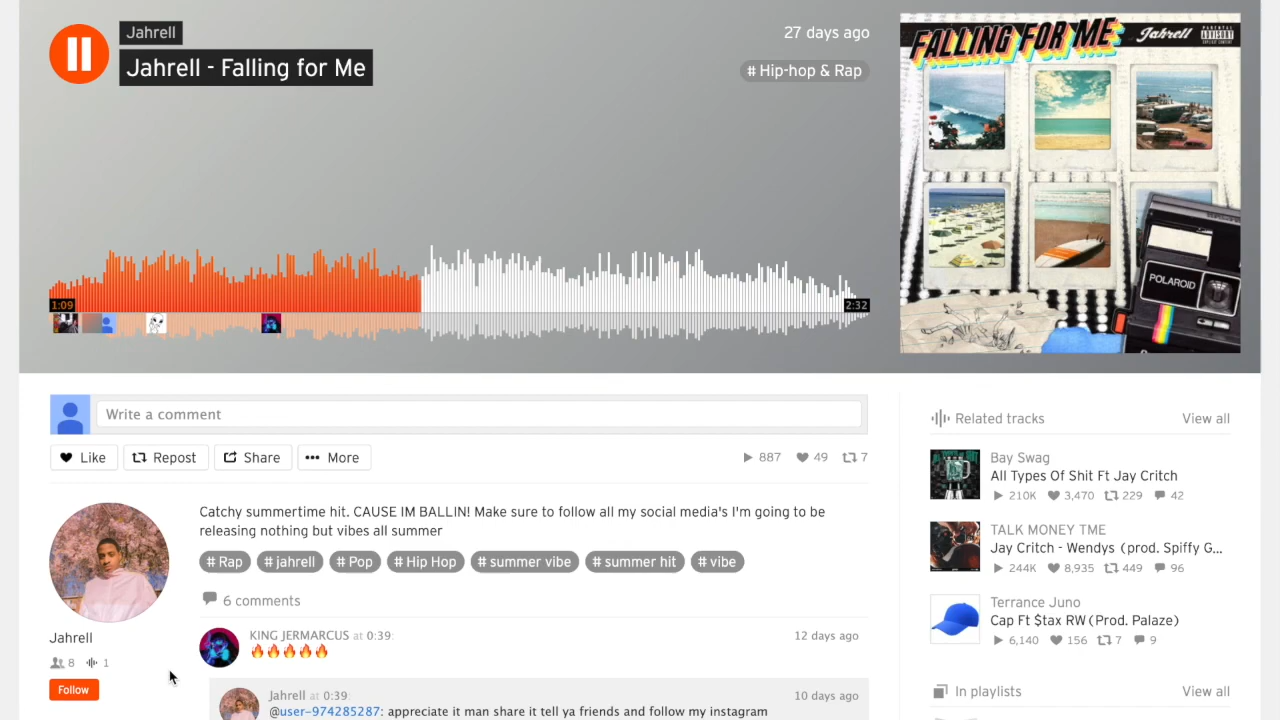 Jahrell
Jahrell - Falling for Me
27 days ago
# Hip-hop & Rap
FALLING FOR ME
Jahrell
PARENTAL
ADVISORY
EXPLICIT CONTENT
POLAROID
1:09
2:32
Write a comment
Like
Repost
Share
More
887
49
7
Catchy summertime hit. CAUSE IM BALLIN! Make sure to follow all my social media's I'm going to be
releasing nothing but vibes all summer
# Rap
# jahrell
# Pop
# Hip Hop
# summer vibe
# summer hit
# vibe
6 comments
Jahrell
8
1
Follow
KING JERMARCUS at 0:39:
12 days ago
Jahrell at 0:39:
10 days ago
@user-974285287: appreciate it man share it tell ya friends and follow my instagram
Related tracks
View all
Bay Swag
All Types Of Shit Ft Jay Critch
210K 3,470 229 42
TALK MONEY TME
Jay Critch - Wendys (prod. Spiffy G...
244K 8,935 449 96
Terrance Juno
Cap Ft $tax RW (Prod. Palaze)
6,140 156 7 9
In playlists
View all